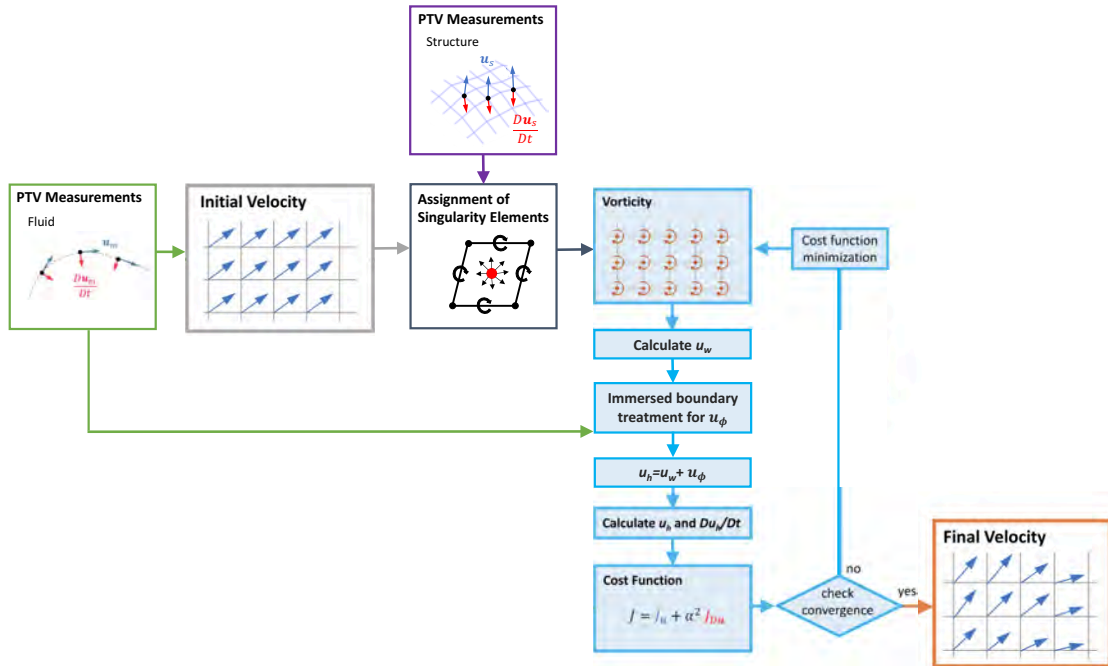 PTV Measurements
Structure
u_s
Du_s
Dt
PTV Measurements
Fluid
u_m
Du_m
Dt
Initial Velocity
Assignment of
Singularity Elements
Vorticity
Cost function
minimization
Calculate u_w
Immersed boundary
treatment for u_ϕ
u_h=u_w+ u_ϕ
Calculate u_h and Du_h/Dt
Cost Function
J = J_u + α² J_Du
no
check
convergence
yes
Final Velocity